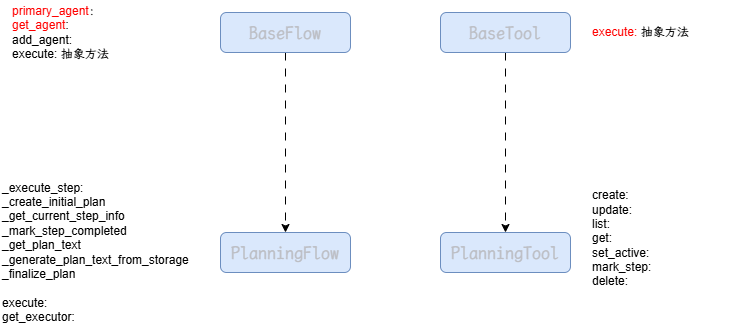 primary_agent:
get_agent:
add_agent:
execute: 抽象方法
BaseFlow
BaseTool
execute: 抽象方法
_execute_step:
_create_initial_plan
_get_current_step_info
_mark_step_completed
_get_plan_text
_generate_plan_text_from_storage
_finalize_plan
execute:
get_executor:
PlanningFlow
PlanningTool
create:
update:
list:
get:
set_active:
mark_step:
delete: